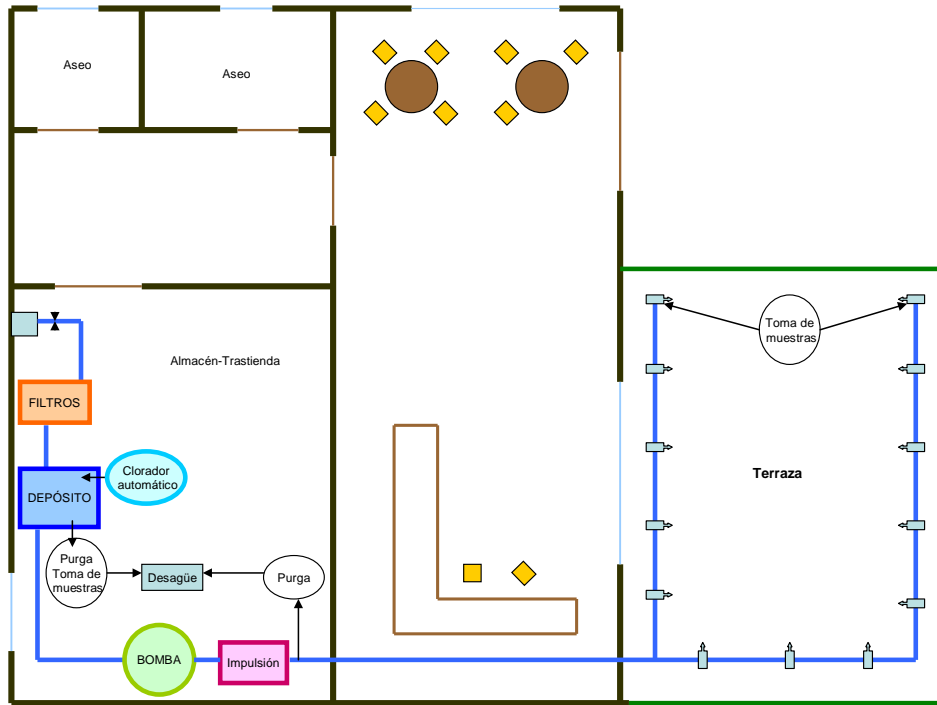 Aseo
Aseo
Toma de
muestras
Almacén-Trastienda
FILTROS
Clorador
automático
Terraza
DEPÓSITO
Purga
Toma de
muestras
Desagüe
Purga
BOMBA
Impulsión